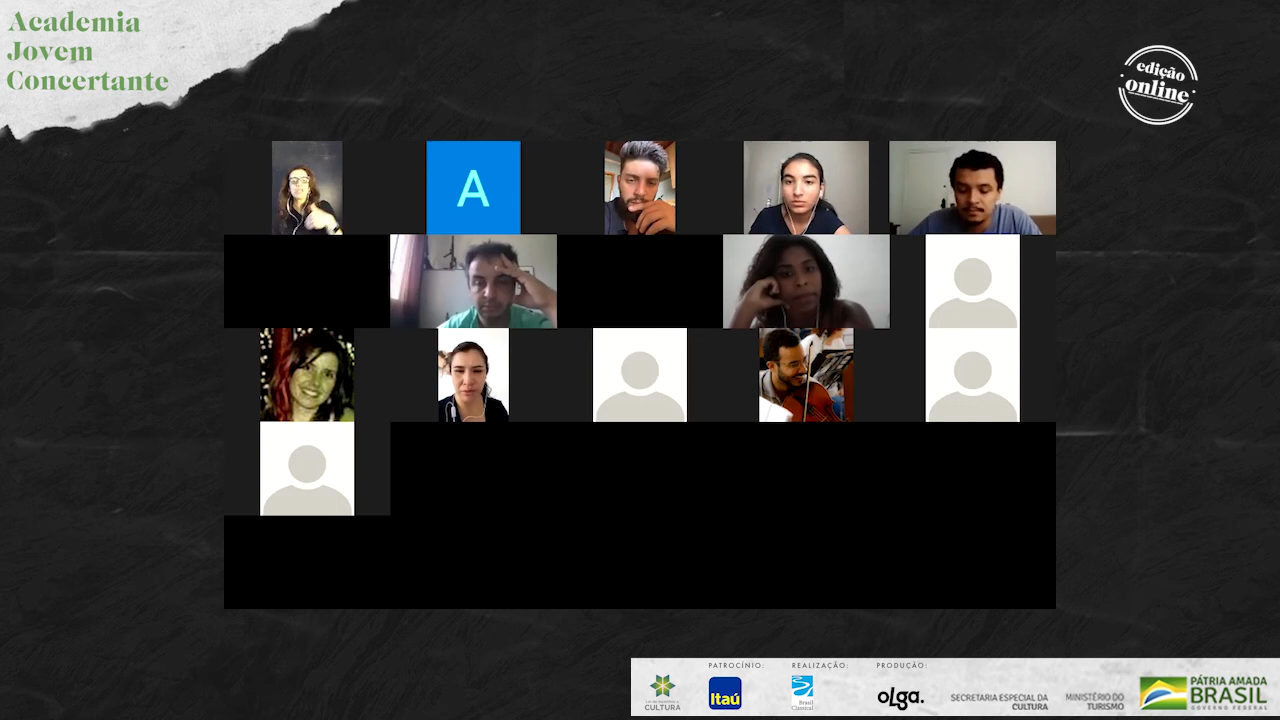 Academia
Jovem
Concertante
edição
online
A
PATROCÍNIO:
REALIZAÇÃO:
PRODUÇÃO:
CULTURA
Itaú
Brasil
Classical
olga.
SECRETARIA ESPECIAL DA
CULTURA
MINISTÉRIO DO
TURISMO
PÁTRIA AMADA
BRASIL
GOVERNO FEDERAL